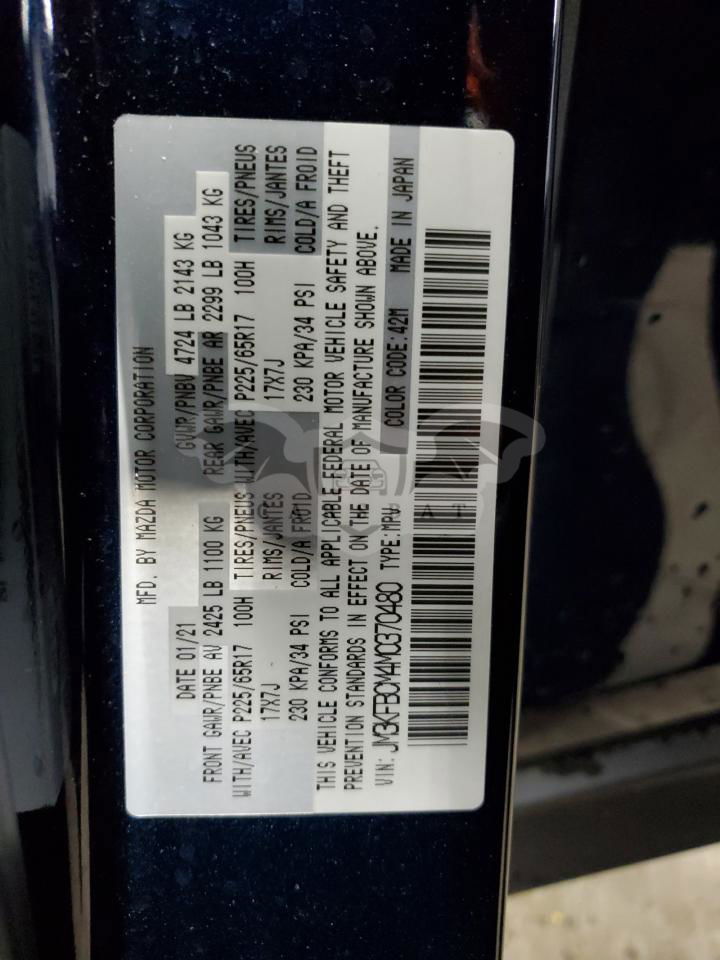 MFD. BY MAZDA MOTOR CORPORATION
DATE 01/21 GVWR/PNBV 4724 LB 2143 KG
FRONT GAWR/PNBE AV 2425 LB 1100 KG REAR GAWR/PNBE AR 2299 LB 1043 KG
WITH/AVEC P225/65R17 100H TIRES/PNEUS WITH/AVEC P225/65R17 100H TIRES/PNEUS
17X7J RIMS/JANTES 17X7J RIMS/JANTES
230 KPA/34 PSI COLD/A FROID 230 KPA/34 PSI COLD/A FROID
THIS VEHICLE CONFORMS TO ALL APPLICABLE FEDERAL MOTOR VEHICLE SAFETY AND THEFT
PREVENTION STANDARDS IN EFFECT ON THE DATE OF MANUFACTURE SHOWN ABOVE.
VIN: JM3KFBCM4M0370480 TYPE:MPV COLOR CODE:42M MADE IN JAPAN